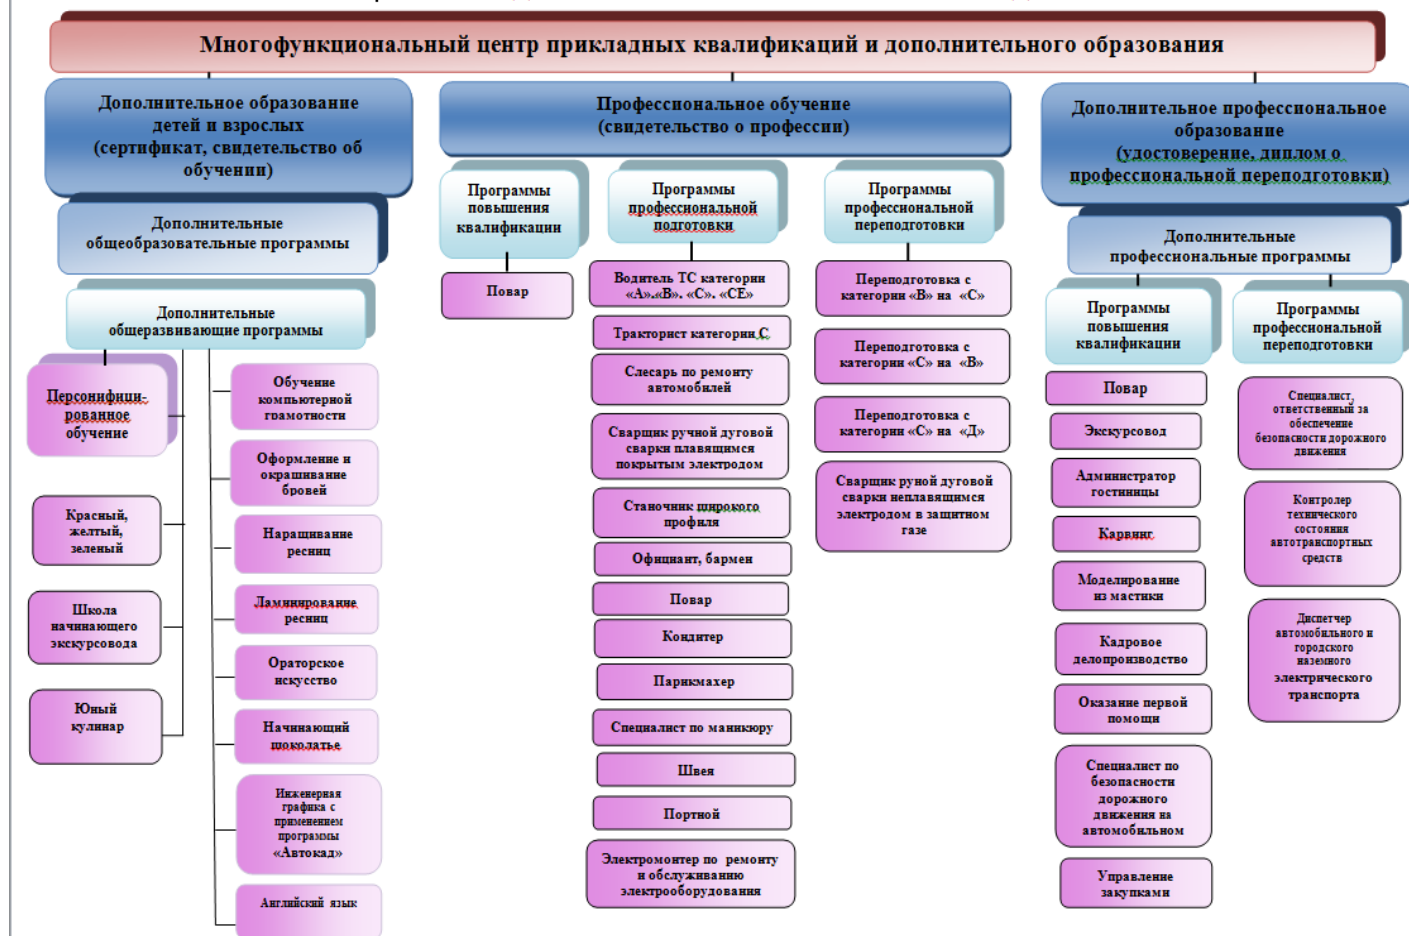 Многофункциональный центр прикладных квалификаций и дополнительного образования
Дополнительное образование
детей и взрослых
(сертификат, свидетельство об
обучении)
Дополнительные
общеобразовательные программы
Дополнительные
общеразвивающие программы
Персонифици-
рованное
обучение
Красный,
желтый,
зеленый
Школа
начинающего
экскурсовода
Юный
кулинар
Обучение
компьютерной
грамотности
Оформление и
окрашивание
бровей
Наращивание
ресниц
Ламинирование
ресниц
Ораторское
искусство
Начинающий
шоколатье
Инженерная
графика с
применением
программы
«Автокад»
Английский язык
Профессиональное обучение
(свидетельство о профессии)
Программы
повышения
квалификации
Повар
Программы
профессиональной
подготовки
Водитель ТС категории
«А».«В». «С». «СЕ»
Тракторист категории С
Слесарь по ремонту
автомобилей
Сварщик ручной дуговой
сварки плавящимся
покрытым электродом
Станочник широкого
профиля
Официант, бармен
Повар
Кондитер
Парикмахер
Специалист по маникюру
Швея
Портной
Электромонтер по ремонту
и обслуживанию
электрооборудования
Программы
профессиональной
переподготовки
Переподготовка с
категории «В» на «С»
Переподготовка с
категории «С» на «В»
Переподготовка с
категории «С» на «Д»
Сварщик руной дуговой
сварки неплавящимся
электродом в защитном
газе
Дополнительное профессиональное
образование
(удостоверение, диплом о
профессиональной переподготовки)
Дополнительные
профессиональные программы
Программы
повышения
квалификации
Повар
Экскурсовод
Администратор
гостиницы
Карвинг
Моделирование
из мастики
Кадровое
делопроизводство
Оказание первой
помощи
Специалист по
безопасности
дорожного
движения на
автомобильном
Управление
закупками
Программы
профессиональной
переподготовки
Специалист,
ответственный за
обеспечение
безопасности дорожного
движения
Контролер
технического
состояния
автотранспортных
средств
Диспетчер
автомобильного и
городского
наземного
электрического
транспорта